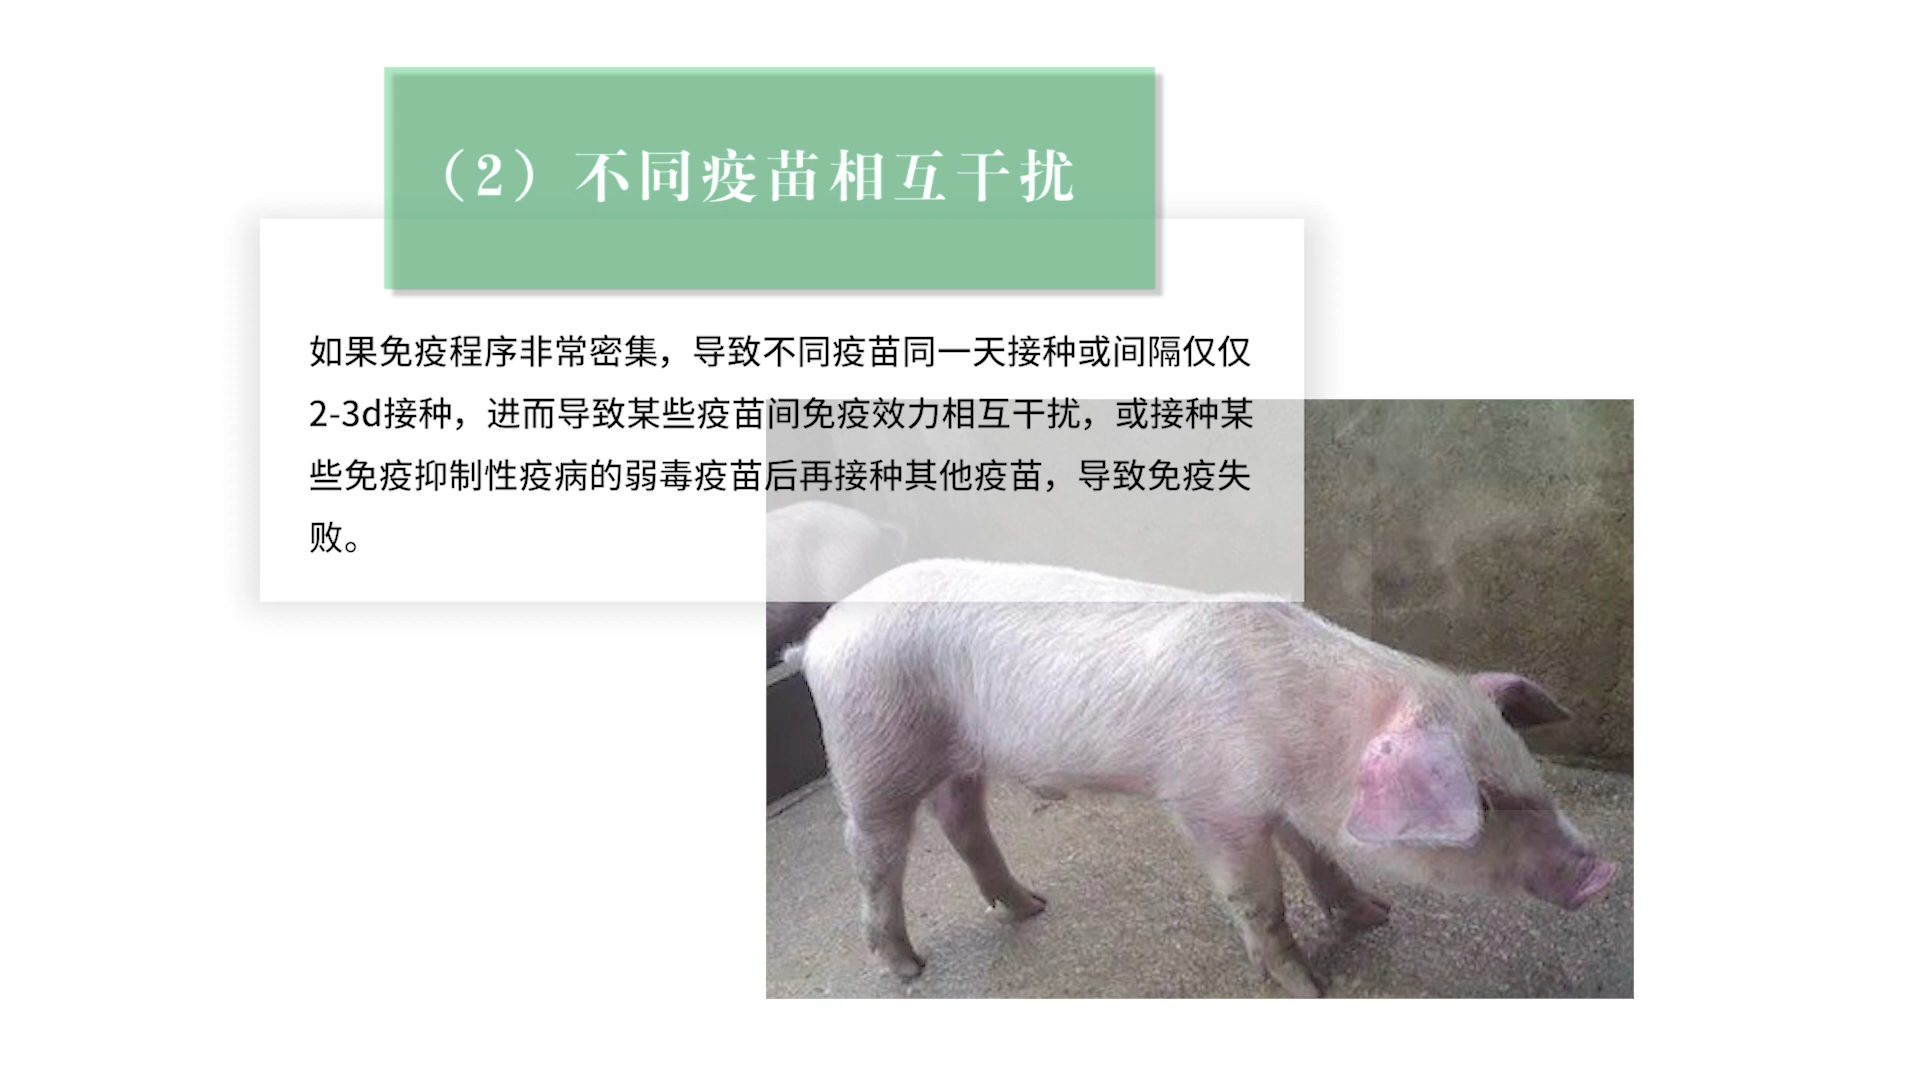 （2）不同疫苗相互干扰
如果免疫程序非常密集，导致不同疫苗同一天接种或间隔仅仅
2-3d接种，进而导致某些疫苗间免疫效力相互干扰，或接种某
些免疫抑制性疫病的弱毒疫苗后再接种其他疫苗，导致免疫失
败。